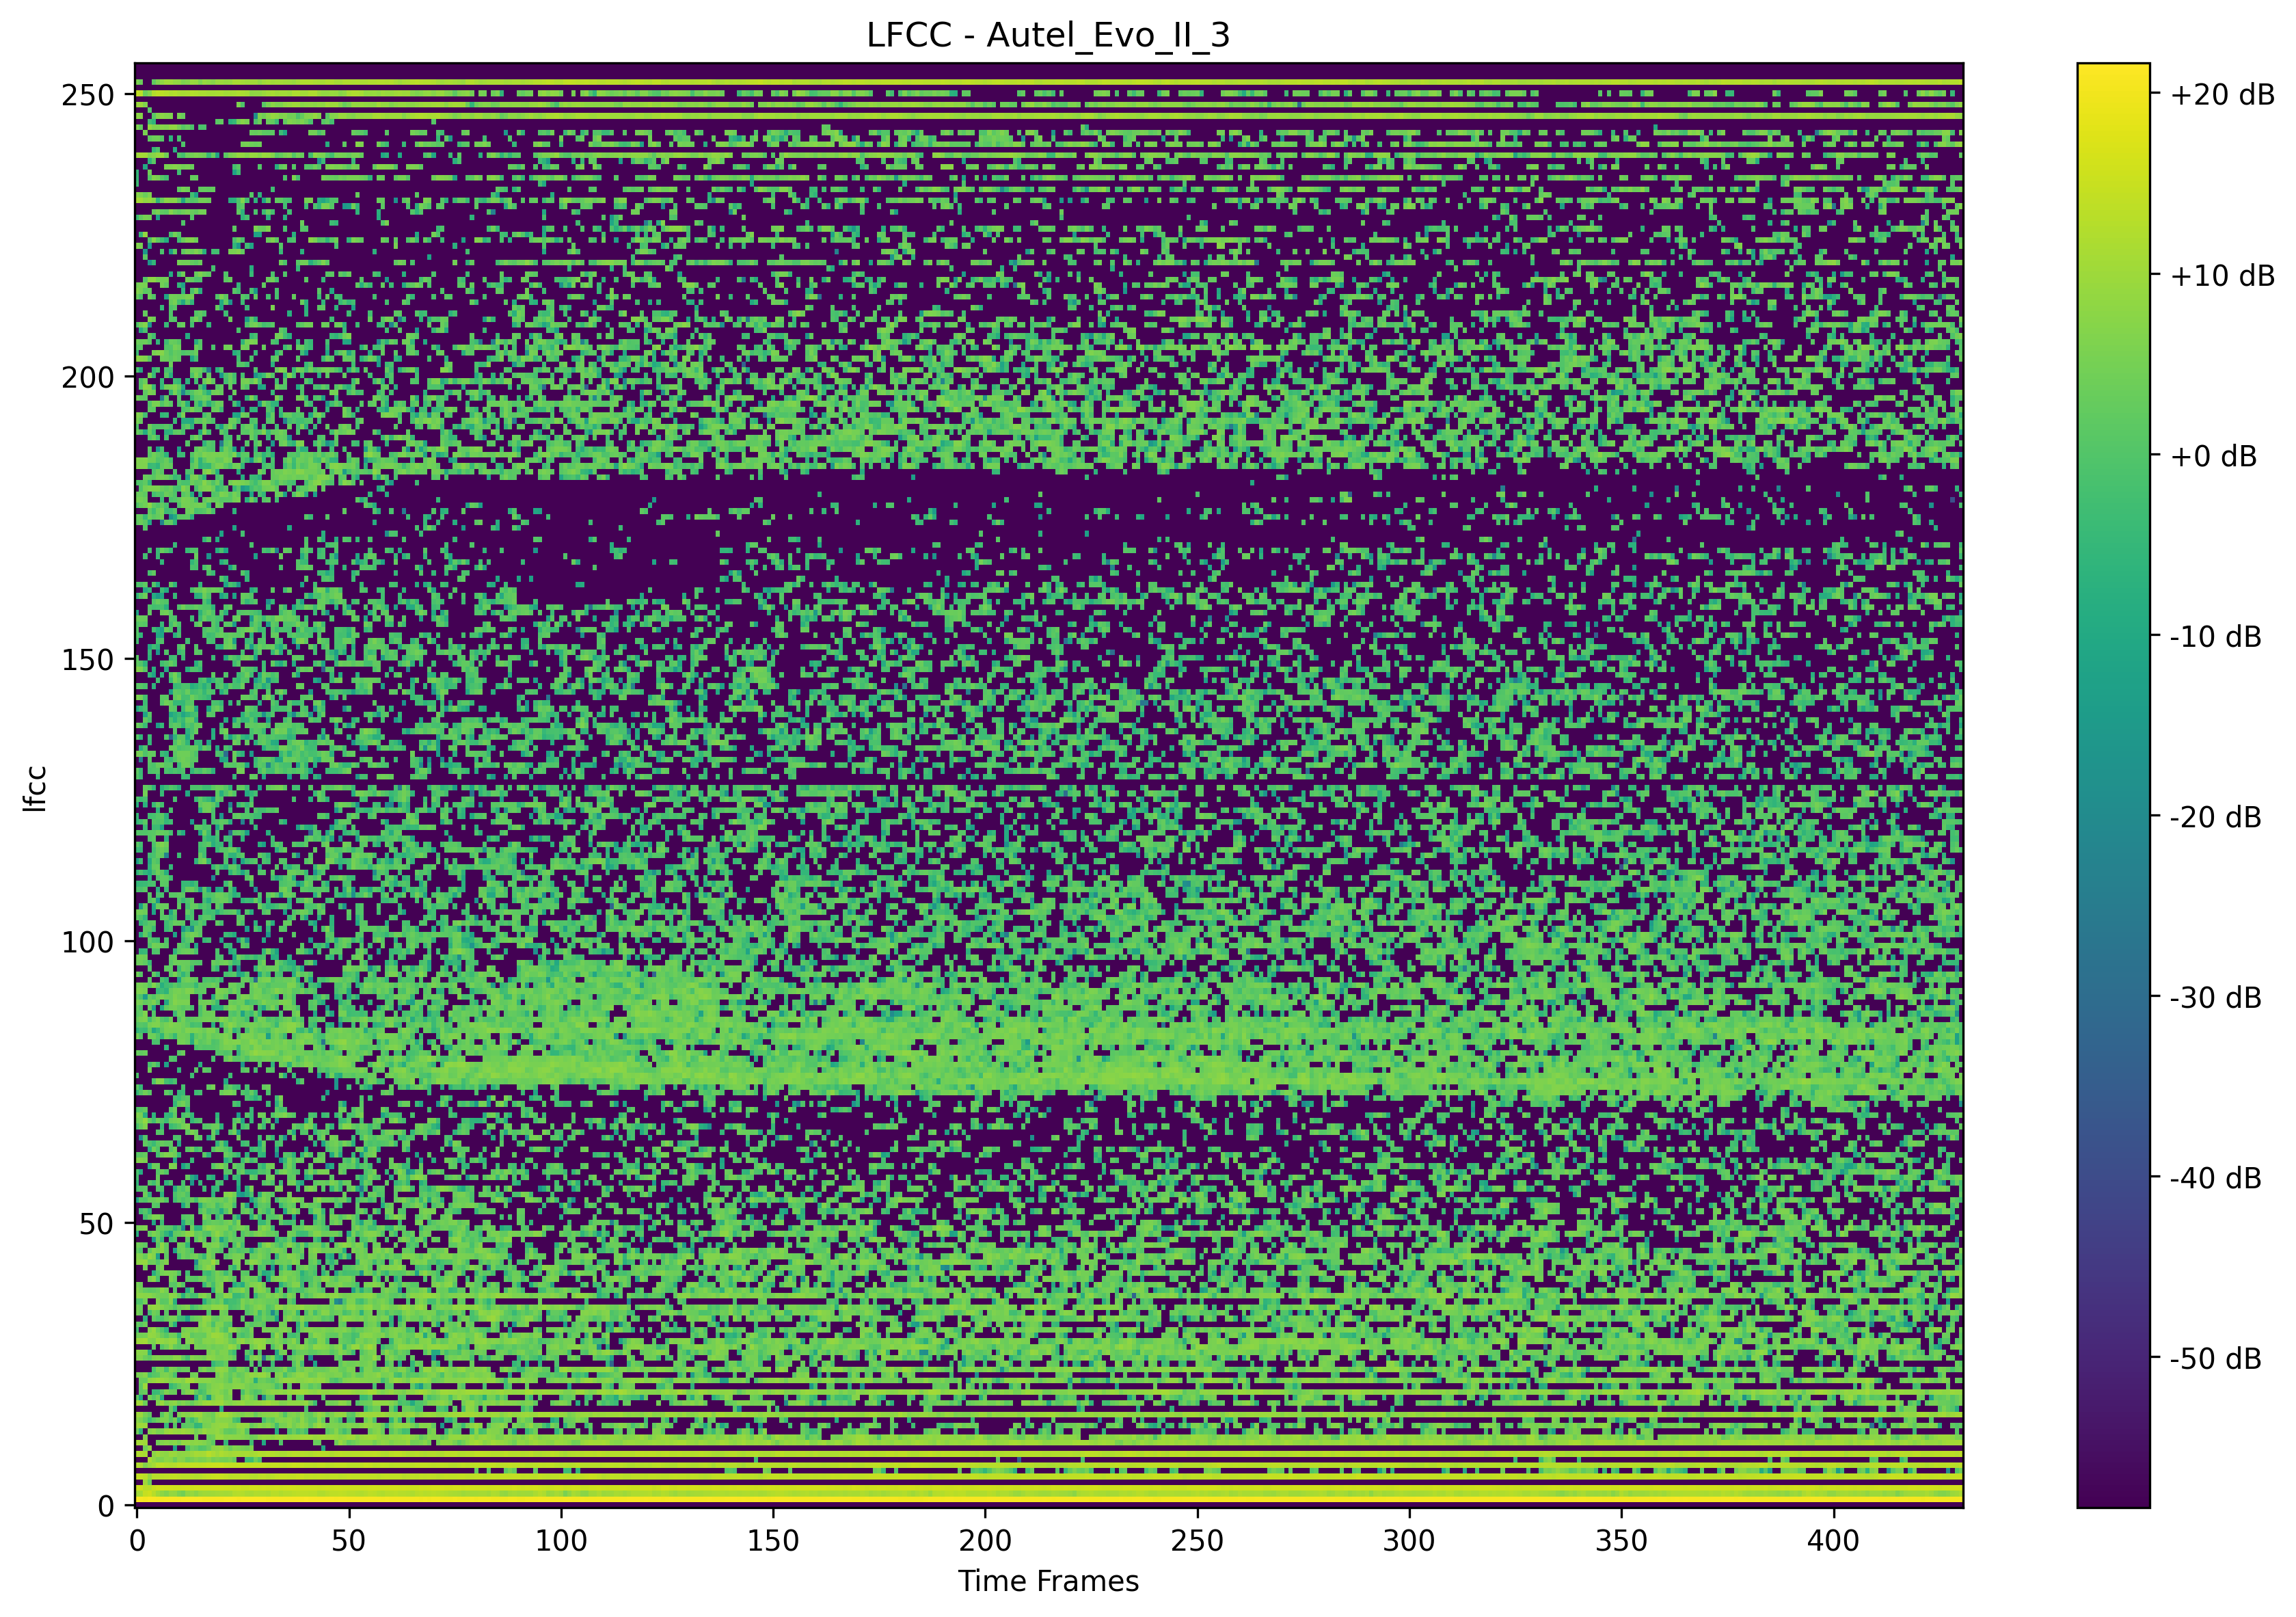 LFCC - Autel_Evo_II_3
250
200
150
100
50
0
lfcc
0 50 100 150 200 250 300 350 400
Time Frames
+20 dB
+10 dB
+0 dB
-10 dB
-20 dB
-30 dB
-40 dB
-50 dB